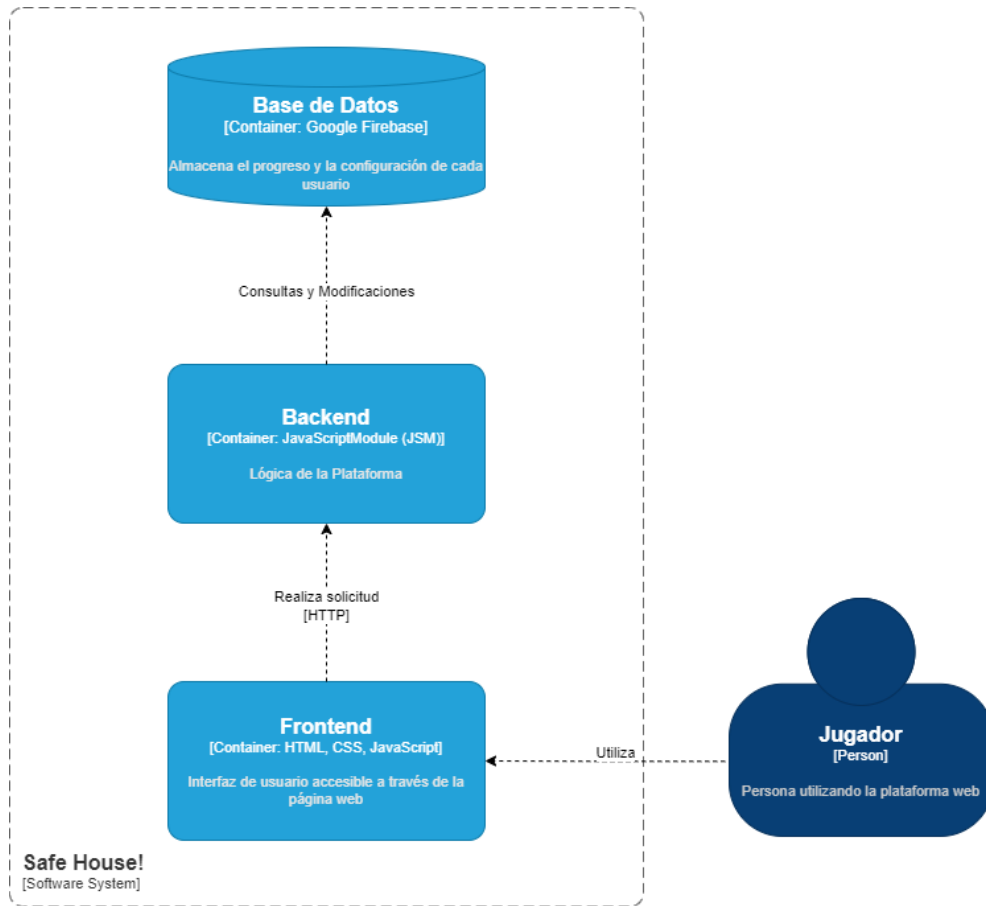 Base de Datos
[Container: Google Firebase]
Almacena el progreso y la configuración de cada
usuario
Consultas y Modificaciones
Backend
[Container: JavaScriptModule (JSM)]
Lógica de la Plataforma
Realiza solicitud
[HTTP]
Frontend
[Container: HTML, CSS, JavaScript]
Interfaz de usuario accesible a través de la
página web
Utiliza
Jugador
[Person]
Persona utilizando la plataforma web
Safe House!
[Software System]